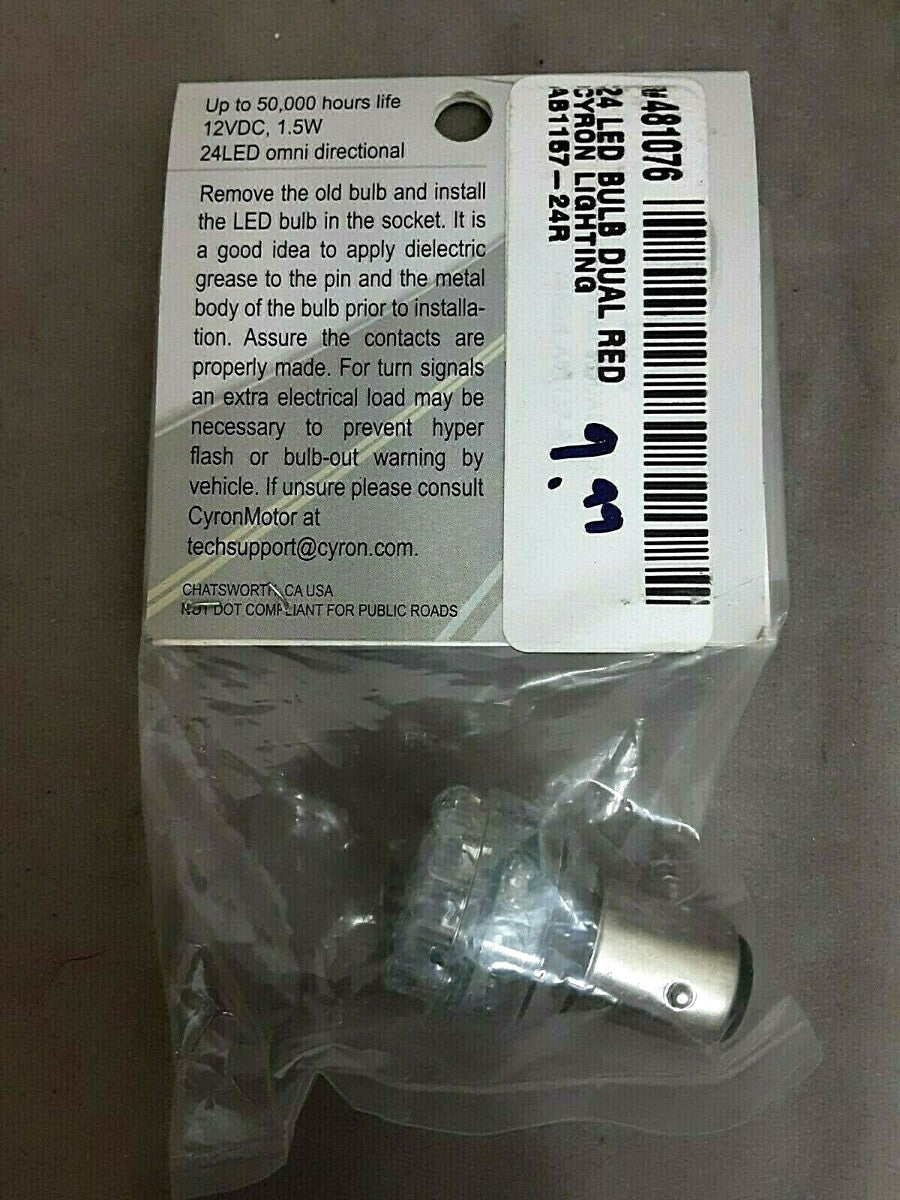 Up to 50,000 hours life
12VDC, 1.5W
24LED omni directional
Remove the old bulb and install
the LED bulb in the socket. It is
a good idea to apply dielectric
grease to the pin and the metal
body of the bulb prior to installa-
tion. Assure the contacts are
properly made. For turn signals
an extra electrical load may be
necessary to prevent hyper
flash or bulb-out warning by
vehicle. If unsure please consult
CyronMotor at
techsupport@cyron.com.
CHATSWORTH, CA USA
NOT DOT COMPLIANT FOR PUBLIC ROADS
#481076
24 LED BULB DUAL RED
CYRON LIGHTING
AB1157-24R
9.99